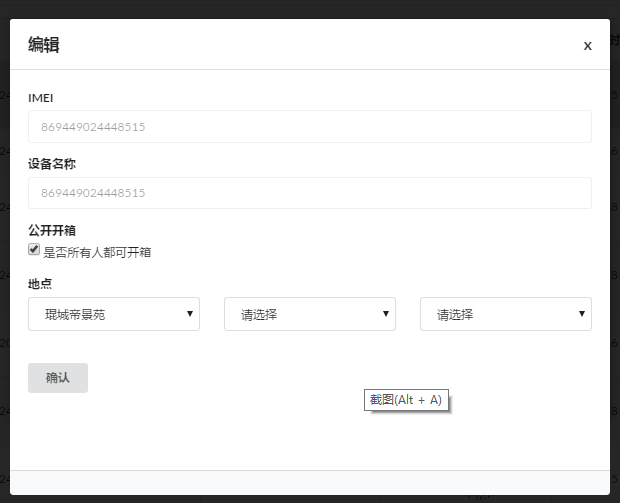 编辑
x
IMEI
869449024448515
设备名称
869449024448515
公开开箱
是否所有人都可开箱
地点
琨城帝景苑 请选择 请选择
确认
截图(Alt + A)